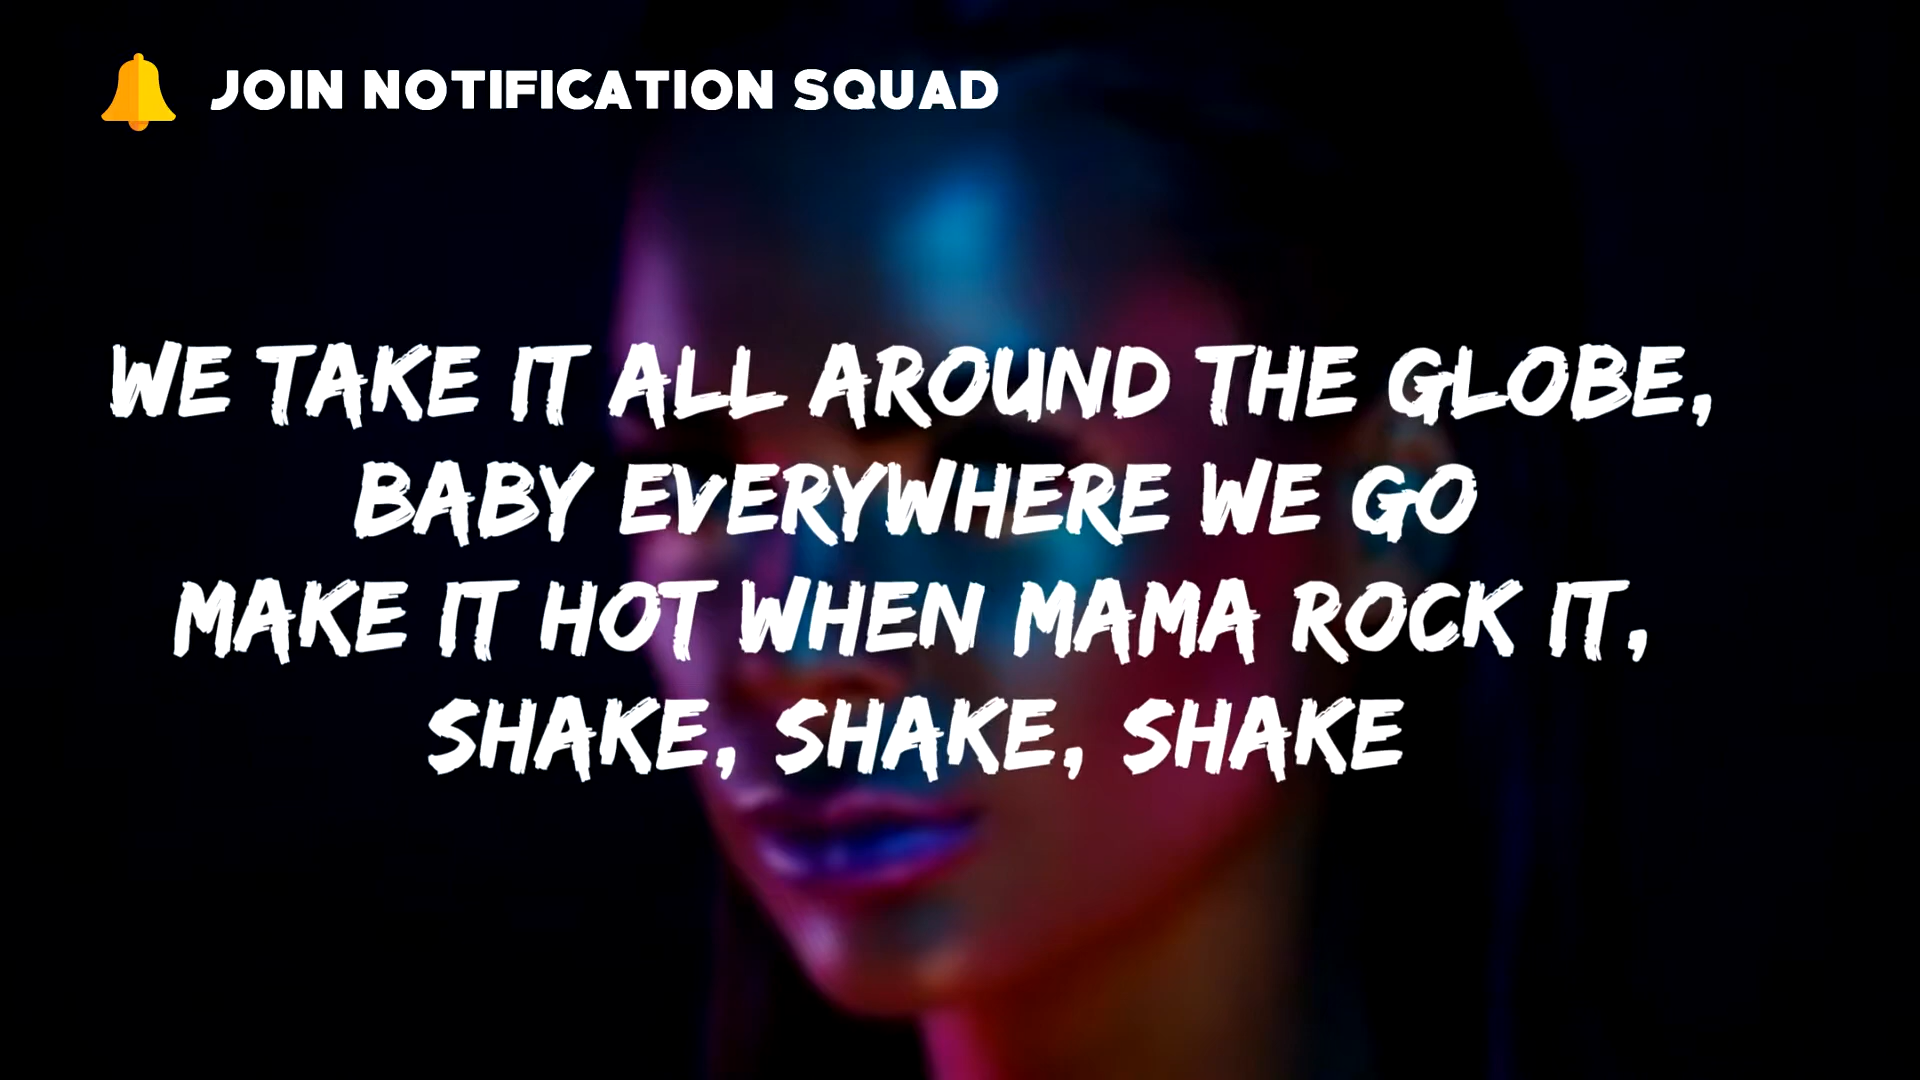 JOIN NOTIFICATION SQUAD
WE TAKE IT ALL AROUND THE GLOBE,
BABY EVERYWHERE WE GO
MAKE IT HOT WHEN MAMA ROCK IT,
SHAKE, SHAKE, SHAKE